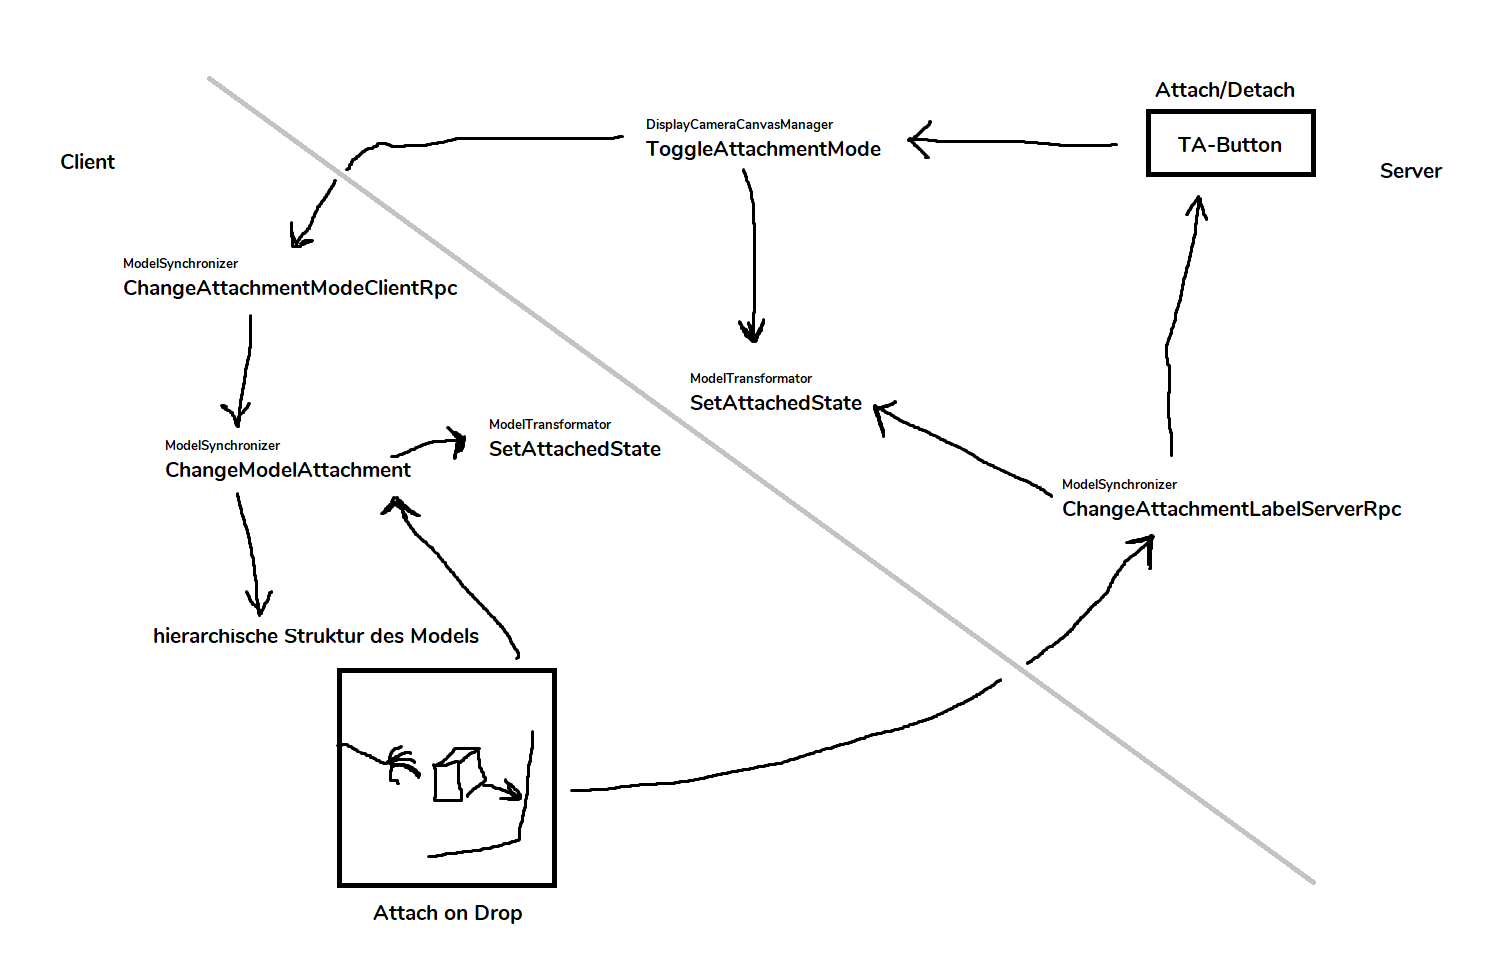 Attach/Detach
DisplayCameraCanvasManager
ToggleAttachmentMode
TA-Button
Client
Server
ModelSynchronizer
ChangeAttachmentModeClientRpc
ModelTransformator
SetAttachedState
ModelTransformator
SetAttachedState
ModelSynchronizer
ChangeModelAttachment
ModelSynchronizer
ChangeAttachmentLabelServerRpc
hierarchische Struktur des Models
Attach on Drop